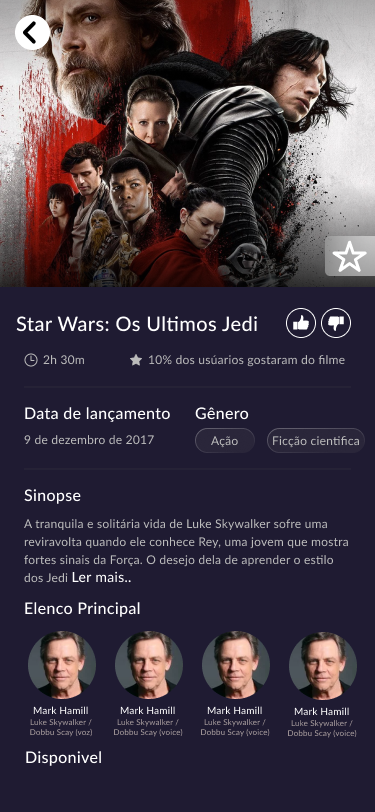 Star Wars: Os Ultimos Jedi
2h 30m
10% dos usúarios gostaram do filme
Data de lançamento
Gênero
9 de dezembro de 2017
Ação
Ficção cientifica
Sinopse
A tranquila e solitária vida de Luke Skywalker sofre uma
reviravolta quando ele conhece Rey, uma jovem que mostra
fortes sinais da Força. O desejo dela de aprender o estilo
dos Jedi Ler mais..
Elenco Principal
Mark Hamill
Luke Skywalker /
Dobbu Scay (voz)
Mark Hamill
Luke Skywalker /
Dobbu Scay (voice)
Mark Hamill
Luke Skywalker /
Dobbu Scay (voice)
Mark Hamill
Luke Skywalker /
Dobbu Scay (voice)
Disponivel